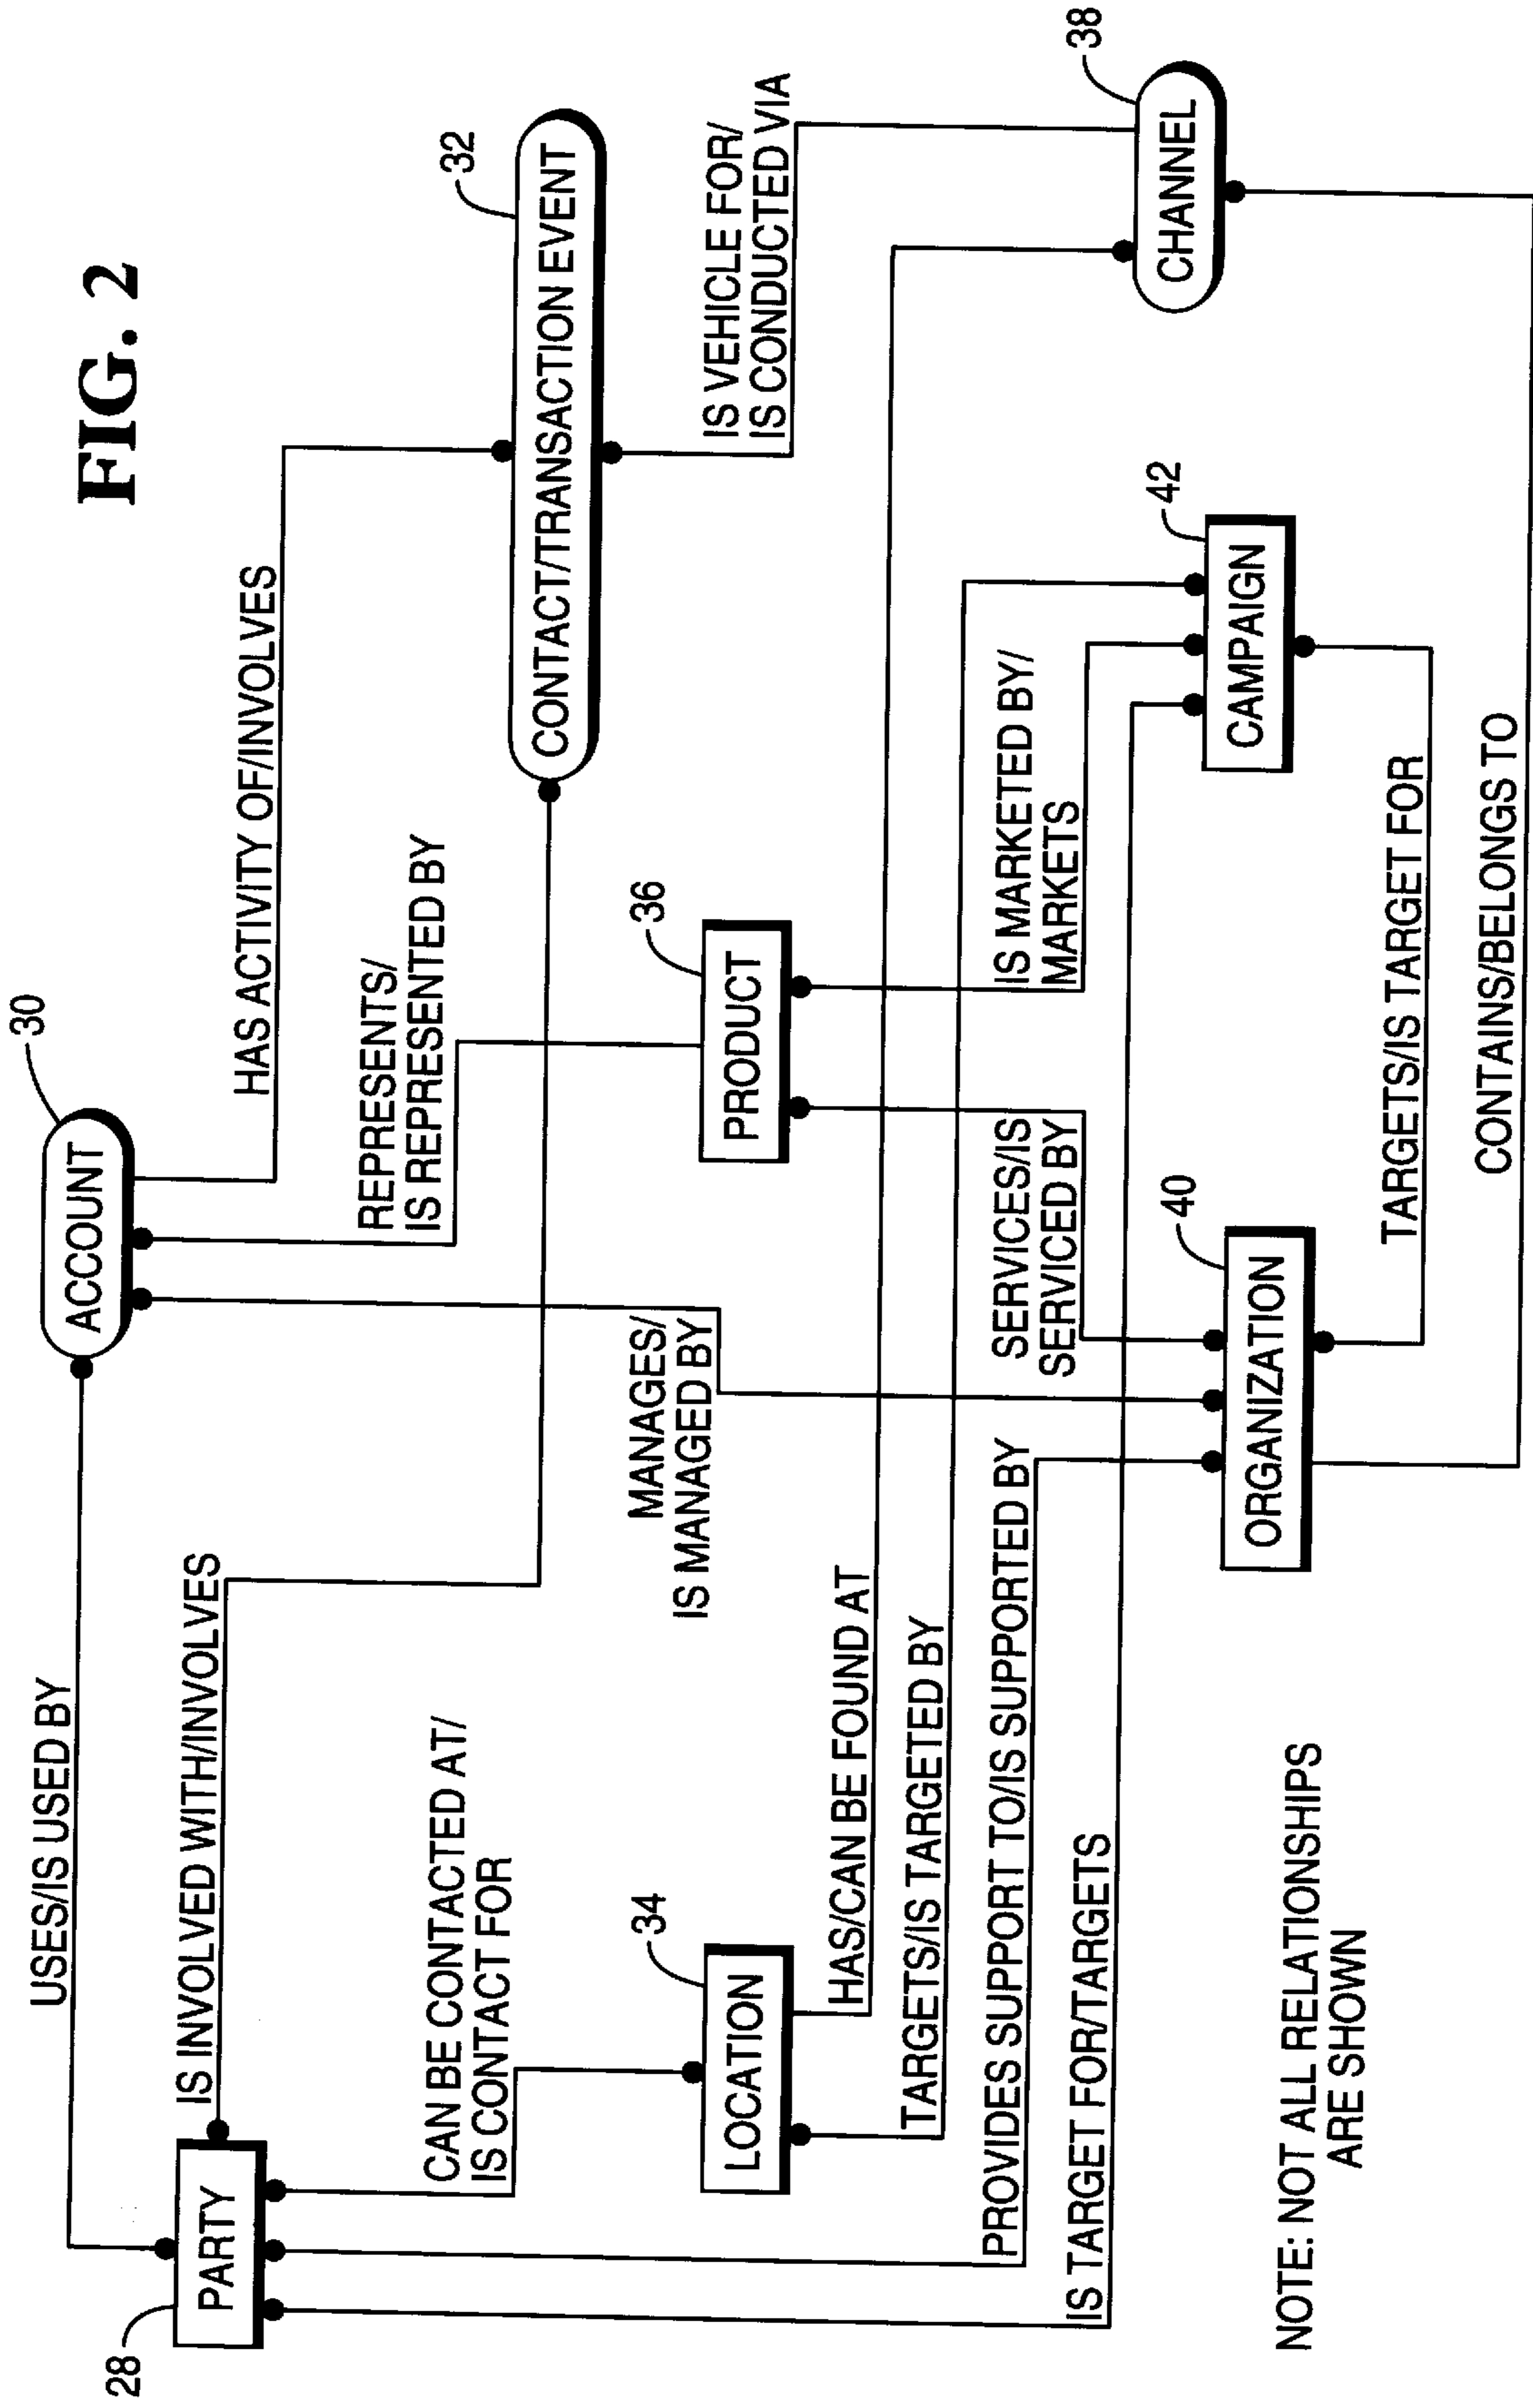 FIG. 2
30
ACCOUNT
USES/IS USED BY
HAS ACTIVITY OF/INVOLVES
28
PARTY
IS INVOLVED WITH/INVOLVES
REPRESENTS/
IS REPRESENTED BY
32
CONTACT/TRANSACTION EVENT
CAN BE CONTACTED AT/
IS CONTACT FOR
MANAGES/
IS MANAGED BY
36
PRODUCT
IS VEHICLE FOR/
IS CONDUCTED VIA
34
LOCATION
HAS/CAN BE FOUND AT
TARGETS/IS TARGETED BY
SERVICES/IS
SERVICED BY
IS MARKETED BY/
MARKETS
PROVIDES SUPPORT TO/IS SUPPORTED BY
IS TARGET FOR/TARGETS
38
CHANNEL
42
CAMPAIGN
40
ORGANIZATION
TARGETS/IS TARGET FOR
CONTAINS/BELONGS TO
NOTE: NOT ALL RELATIONSHIPS
ARE SHOWN